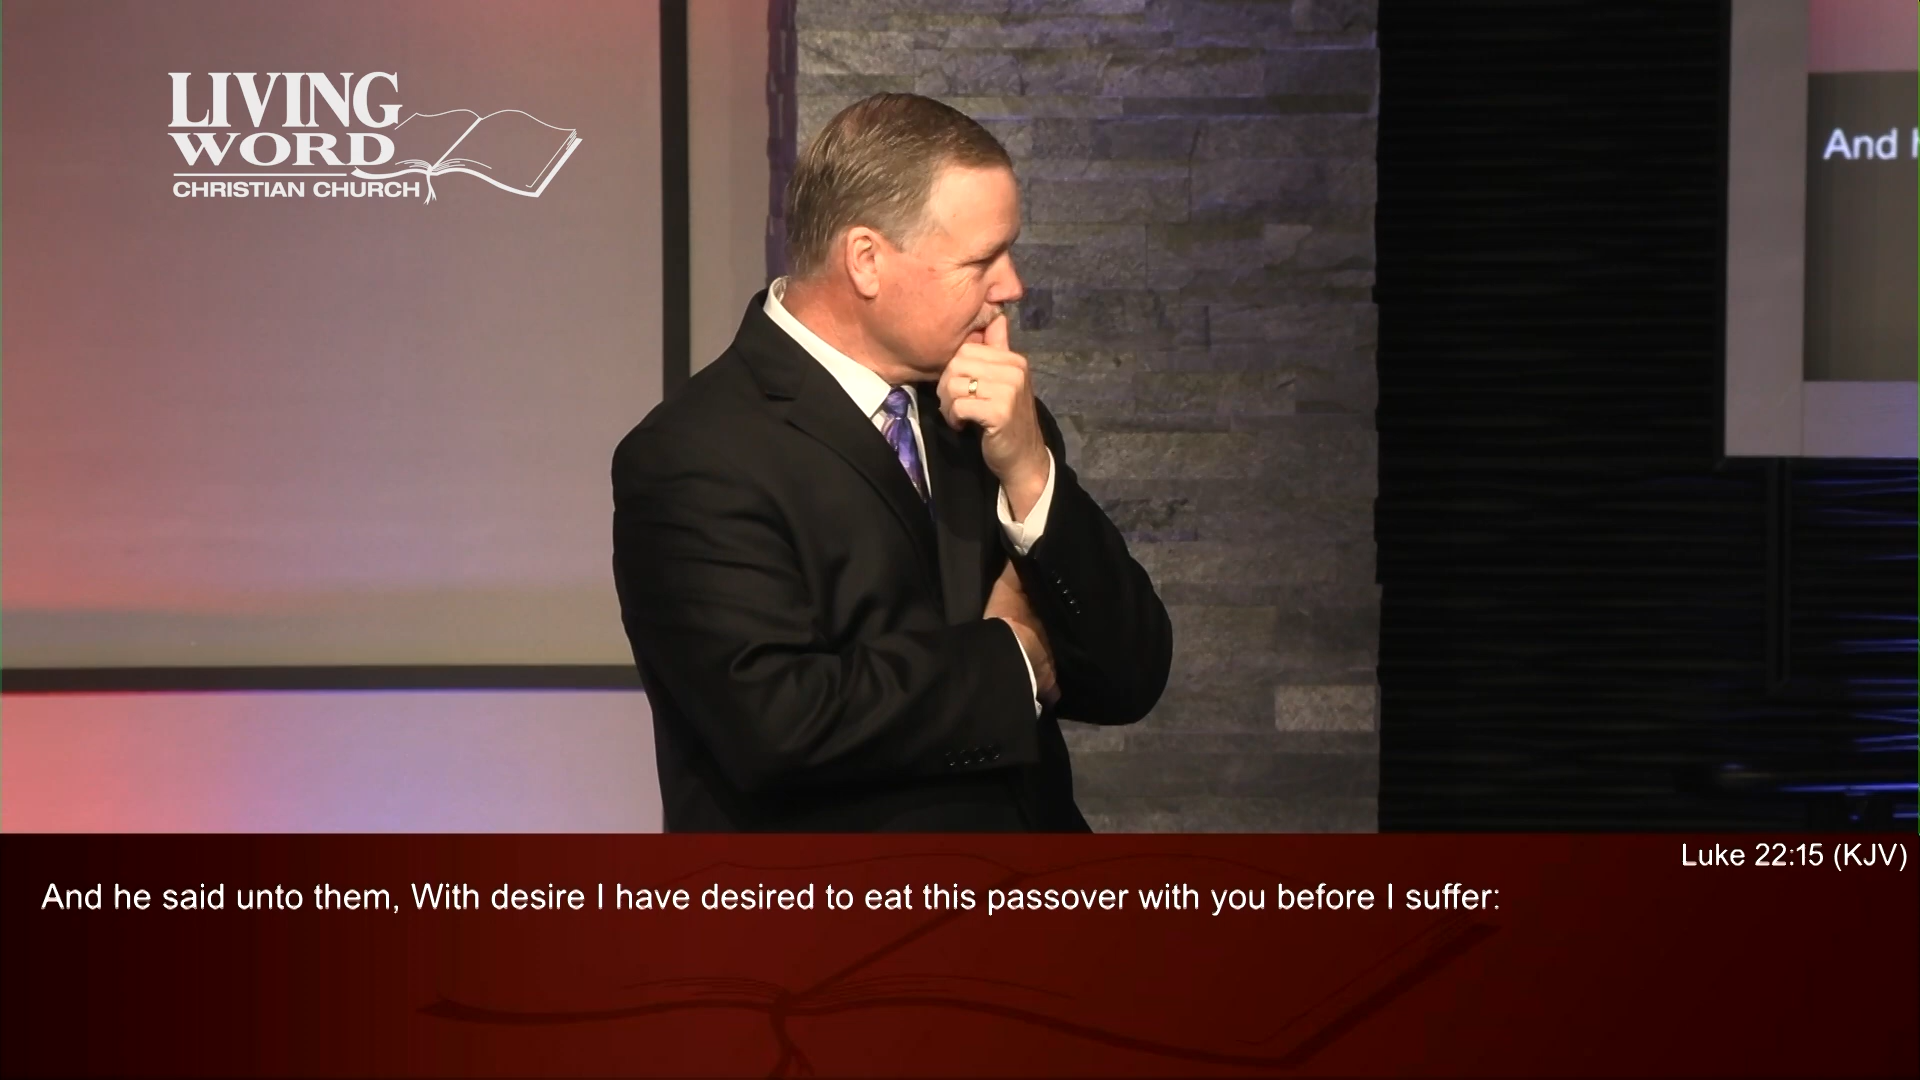 LIVING
WORD
CHRISTIAN CHURCH
And
Luke 22:15 (KJV)
And he said unto them, With desire I have desired to eat this passover with you before I suffer: